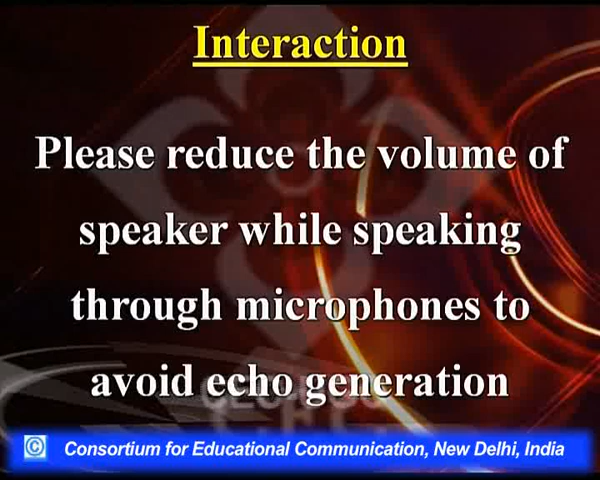 Interaction
Please reduce the volume of
speaker while speaking
through microphones to
avoid echo generation
© Consortium for Educational Communication, New Delhi, India